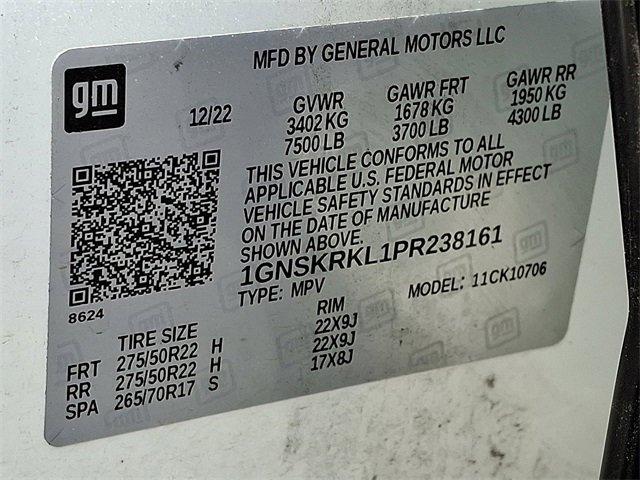 MFD BY GENERAL MOTORS LLC
gm
12/22
GVWR GAWR FRT GAWR RR
3402 KG 1678 KG 1950 KG
7500 LB 3700 LB 4300 LB
THIS VEHICLE CONFORMS TO ALL
APPLICABLE U.S. FEDERAL MOTOR
VEHICLE SAFETY STANDARDS IN EFFECT
ON THE DATE OF MANUFACTURE
SHOWN ABOVE.
1GNSKRKL1PR238161
TYPE: MPV MODEL: 11CK10706
8624
TIRE SIZE RIM
FRT 275/50R22 H 22X9J
RR 275/50R22 H 22X9J
SPA 265/70R17 S 17X8J